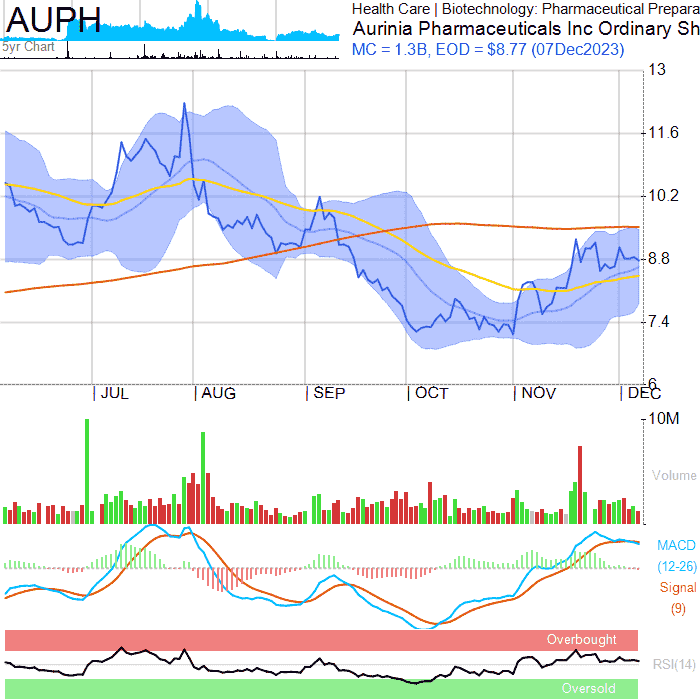 AUPH
5yr Chart
Health Care | Biotechnology: Pharmaceutical Prepara
Aurinia Pharmaceuticals Inc Ordinary Sh
MC = 1.3B, EOD = $8.77 (07Dec2023)
13
11.6
10.2
8.8
7.4
6
JUL AUG SEP OCT NOV DEC
10M
Volume
MACD
(12-26)
Signal
(9)
Overbought
RSI(14)
Oversold